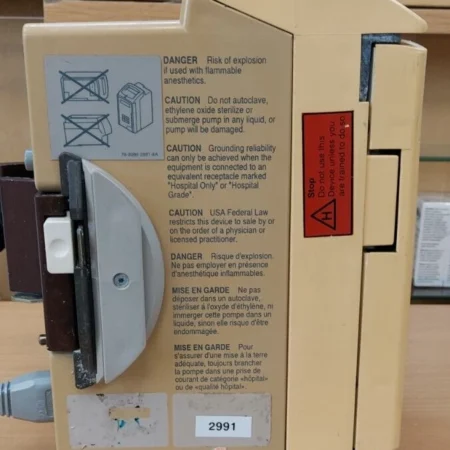 DANGER Risk of explosion
if used with flammable
anesthetics.
CAUTION Do not autoclave,
ethylene oxide sterilize or
submerge pump in any liquid, or
pump will be damaged.
CAUTION Grounding reliability
can only be achieved when the
equipment is connected to an
equivalent receptacle marked
"Hospital Only" or "Hospital
Grade".
CAUTION USA Federal Law
restricts this device to sale by or
on the order of a physician or
licensed practitioner.
DANGER Risque d'explosion.
Ne pas employer en présence
d'anesthétique inflammables.
MISE EN GARDE Ne pas
déposer dans un autoclave,
stériliser à l'oxyde d'éthylène, ni
immerger cette pompe dans un
liquide, sinon elle risque d'être
endommagée.
MISE EN GARDE Pour
s'assurer d'une mise à la terre
adéquate, toujours brancher
la pompe dans une prise de
courant de catégorie «hôpital»
ou de «qualité hôpital».
2991
Stop
Do not use this
Device unless you
are trained to do so
H